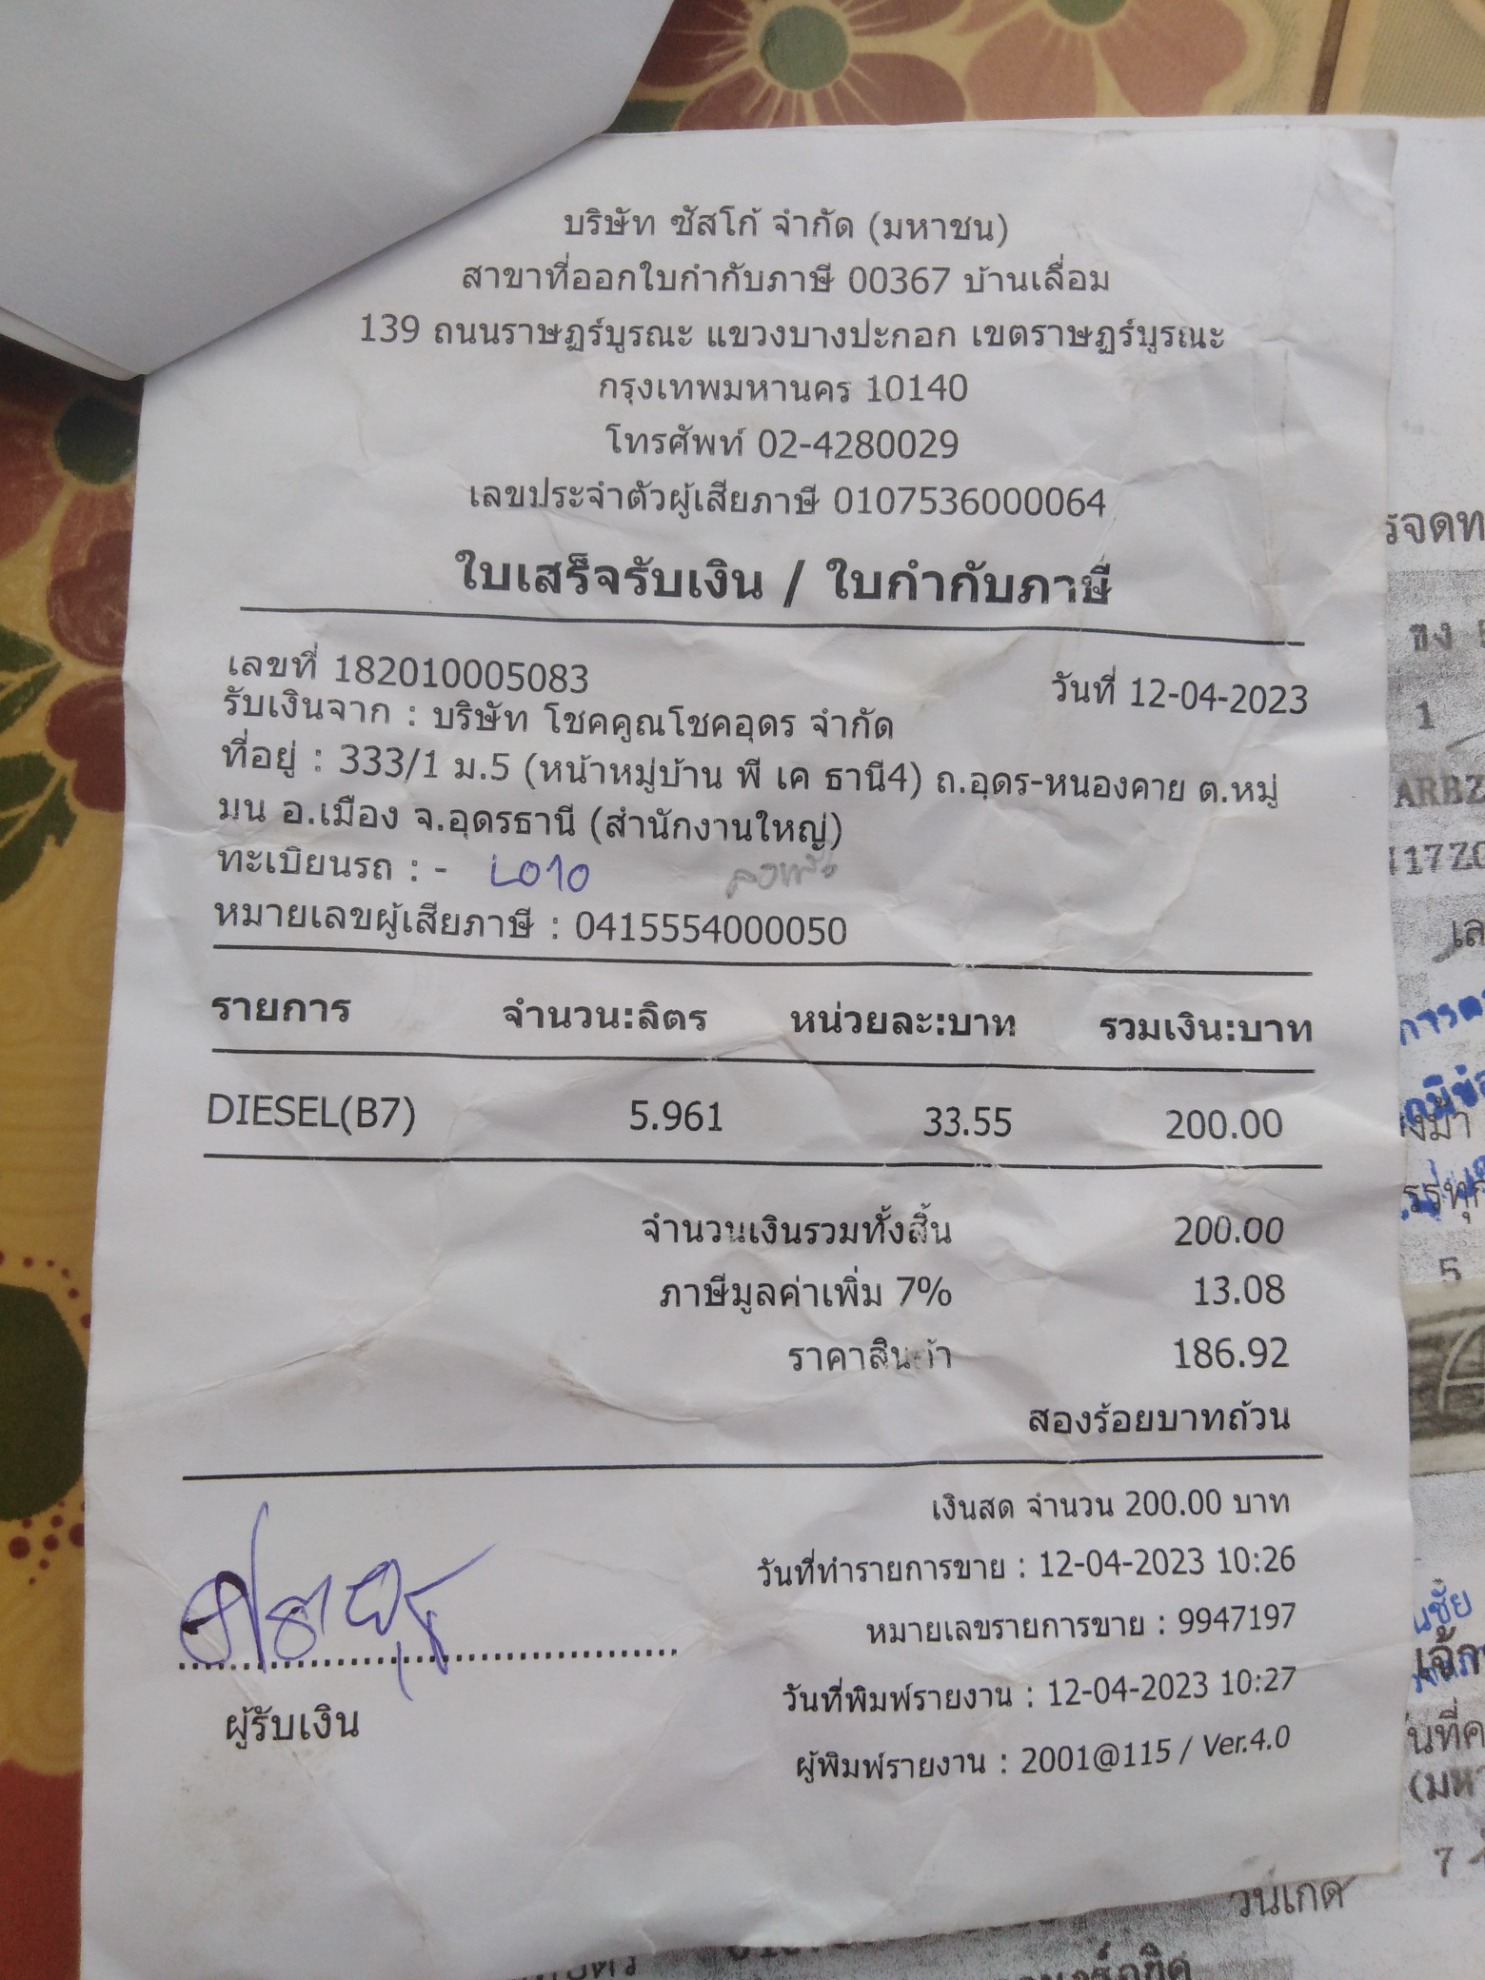 บริษัท ซัสโก้ จำกัด (มหาชน)
สาขาที่ออกใบกำกับภาษี 00367 บ้านเลื่อม
139 ถนนราษฎร์บูรณะ แขวงบางปะกอก เขตราษฎร์บูรณะ
กรุงเทพมหานคร 10140
โทรศัพท์ 02-4280029
เลขประจำตัวผู้เสียภาษี 0107536000064
ใบเสร็จรับเงิน / ใบกำกับภาษี
เลขที่ 182010005083 วันที่ 12-04-2023
รับเงินจาก : บริษัท โชคคูณโชคอุดร จำกัด
ที่อยู่ : 333/1 ม.5 (หน้าหมู่บ้าน พี เค ธานี4) ถ.อุดร-หนองคาย ต.หมู
มน อ.เมือง จ.อุดรธานี (สำนักงานใหญ่)
ทะเบียนรถ : -
หมายเลขผู้เสียภาษี : 0415554000050
รายการ จำนวน:ลิตร หน่วยละ:บาท รวมเงิน:บาท
DIESEL(B7) 5.961 33.55 200.00
จำนวนเงินรวมทั้งสิ้น 200.00
ภาษีมูลค่าเพิ่ม 7% 13.08
ราคาสินค้า 186.92
สองร้อยบาทถ้วน
เงินสด จำนวน 200.00 บาท
วันที่ทำรายการขาย : 12-04-2023 10:26
หมายเลขรายการขาย : 9947197
วันที่พิมพ์รายงาน : 12-04-2023 10:27
ผู้รับเงิน
ผู้พิมพ์รายงาน : 2001@115 / Ver.4.0
วันเกิด